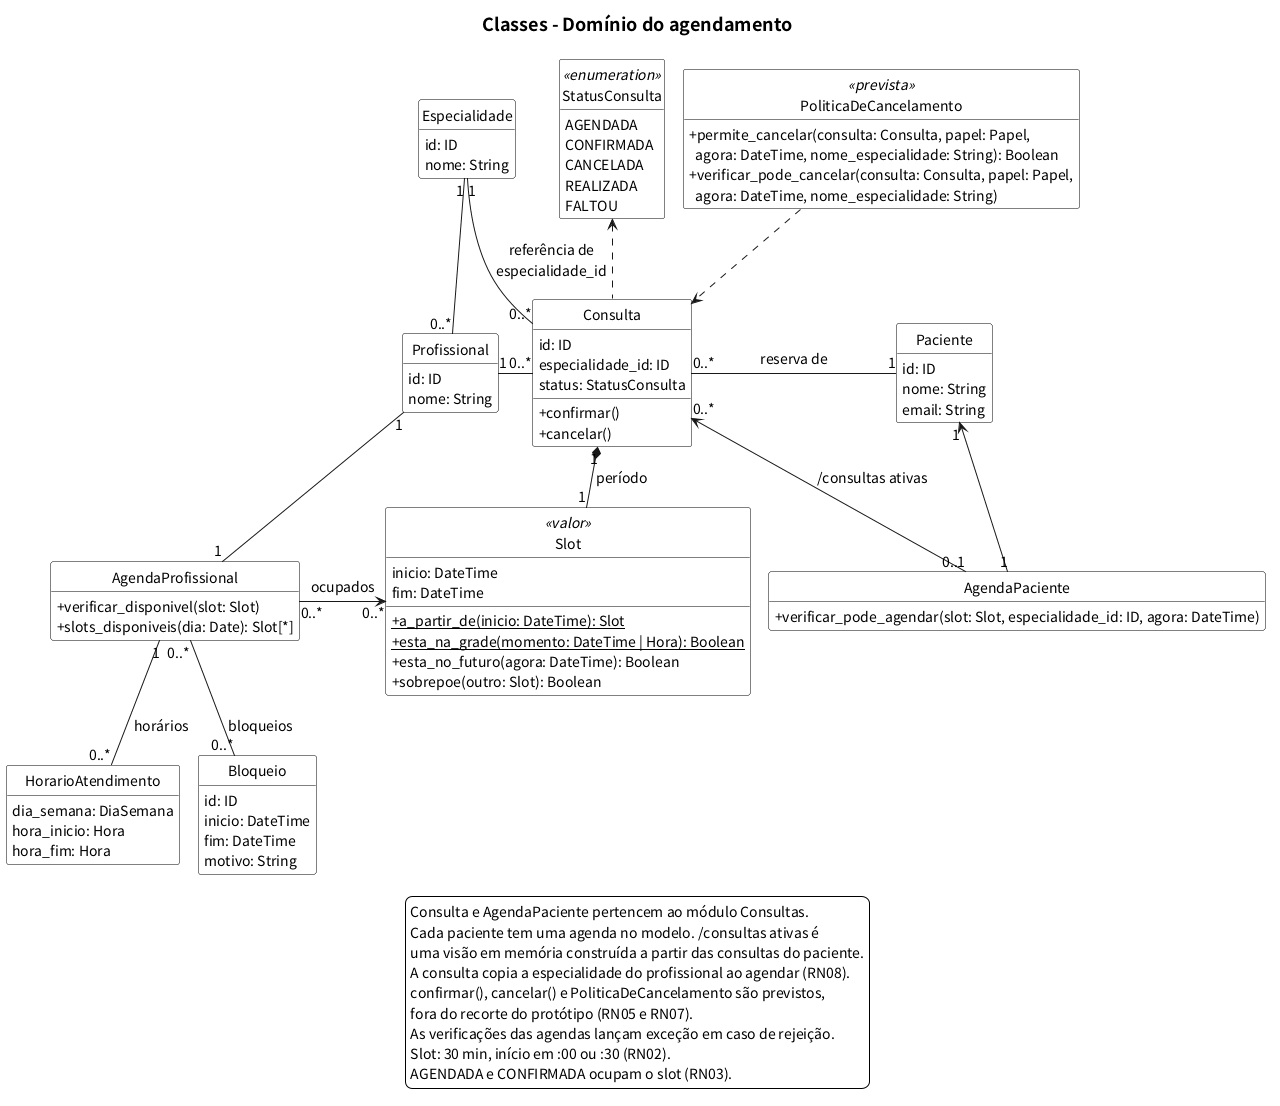 Classes - Domínio do agendamento
«enumeration»
StatusConsulta
AGENDADA
CONFIRMADA
CANCELADA
REALIZADA
FALTOU
«prevista»
PoliticaDeCancelamento
+permite_cancelar(consulta: Consulta, papel: Papel,
agora: DateTime, nome_especialidade: String): Boolean
+verificar_pode_cancelar(consulta: Consulta, papel: Papel,
agora: DateTime, nome_especialidade: String)
Especialidade
id: ID
nome: String
1 1
referência de
especialidade_id
0..*
0..*
Profissional
id: ID
nome: String
1 0..*
Consulta
id: ID
especialidade_id: ID
status: StatusConsulta
+confirmar()
+cancelar()
0..* reserva de 1
Paciente
id: ID
nome: String
email: String
0..*
1
1
1
período
/consultas ativas
1
1
0..1
1
«valor»
Slot
inicio: DateTime
fim: DateTime
+a_partir_de(inicio: DateTime): Slot
+esta_na_grade(momento: DateTime | Hora): Boolean
+esta_no_futuro(agora: DateTime): Boolean
+sobrepoe(outro: Slot): Boolean
AgendaProfissional
+verificar_disponivel(slot: Slot)
+slots_disponiveis(dia: Date): Slot[*]
ocupados
0..* 0..*
AgendaPaciente
+verificar_pode_agendar(slot: Slot, especialidade_id: ID, agora: DateTime)
1 0..*
horários bloqueios
0..* 0..*
HorarioAtendimento
dia_semana: DiaSemana
hora_inicio: Hora
hora_fim: Hora
Bloqueio
id: ID
inicio: DateTime
fim: DateTime
motivo: String
Consulta e AgendaPaciente pertencem ao módulo Consultas.
Cada paciente tem uma agenda no modelo. /consultas ativas é
uma visão em memória construída a partir das consultas do paciente.
A consulta copia a especialidade do profissional ao agendar (RN08).
confirmar(), cancelar() e PoliticaDeCancelamento são previstos,
fora do recorte do protótipo (RN05 e RN07).
As verificações das agendas lançam exceção em caso de rejeição.
Slot: 30 min, início em :00 ou :30 (RN02).
AGENDADA e CONFIRMADA ocupam o slot (RN03).